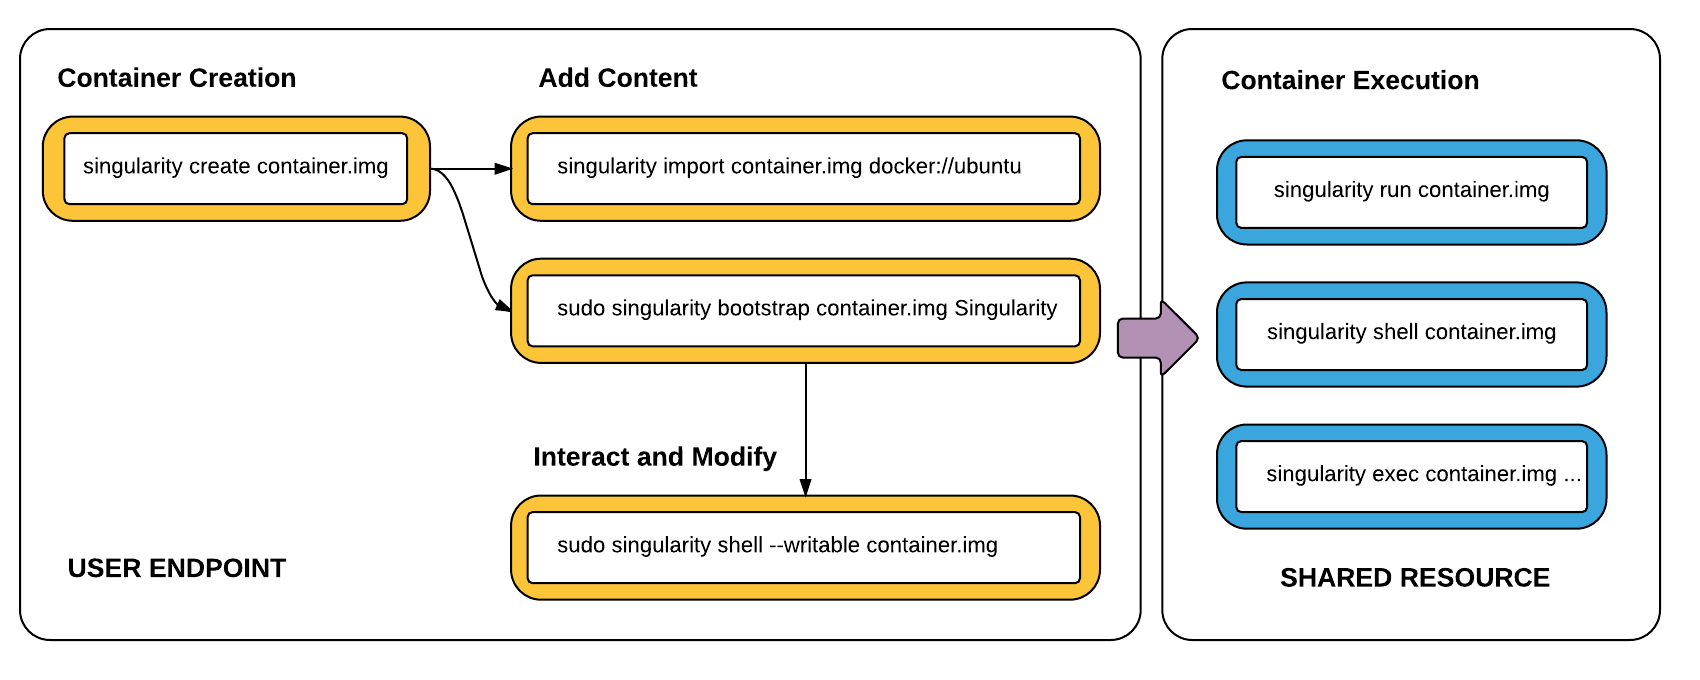 Container Creation
singularity create container.img
Add Content
singularity import container.img docker://ubuntu
sudo singularity bootstrap container.img Singularity
Interact and Modify
sudo singularity shell --writable container.img
USER ENDPOINT
Container Execution
singularity run container.img
singularity shell container.img
singularity exec container.img ...
SHARED RESOURCE